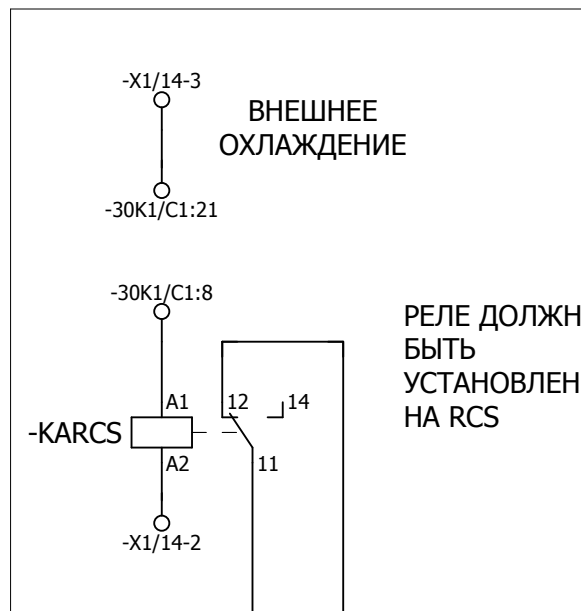 -X1/14-3
ВНЕШНЕЕ
ОХЛАЖДЕНИЕ
-30K1/C1:21
-30K1/C1:8
РЕЛЕ ДОЛЖН
БЫТЬ
УСТАНОВЛЕН
НА RCS
A1
12
14
-KARCS
A2
11
-X1/14-2